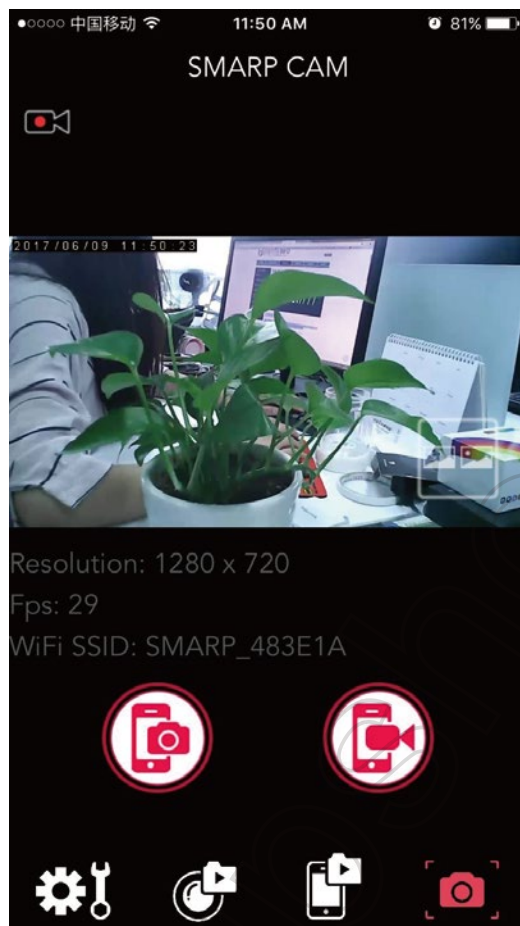 中国移动 11:50 AM 81%
SMARP CAM
2017/06/09 11:50:23
Resolution: 1280 x 720
Fps: 29
WiFi SSID: SMARP_483E1A